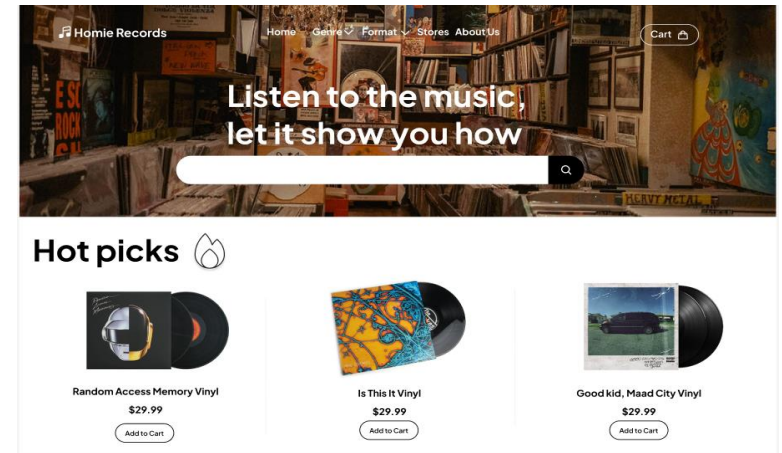 Homie Records
Home Genre Format Stores About Us
Cart
Listen to the music,
let it show you how
HEAVY METAL
Hot picks
Random Access Memory Vinyl
$29.99
Add to Cart
Is This It Vinyl
$29.99
Add to Cart
Good kid, Maad City Vinyl
$29.99
Add to Cart